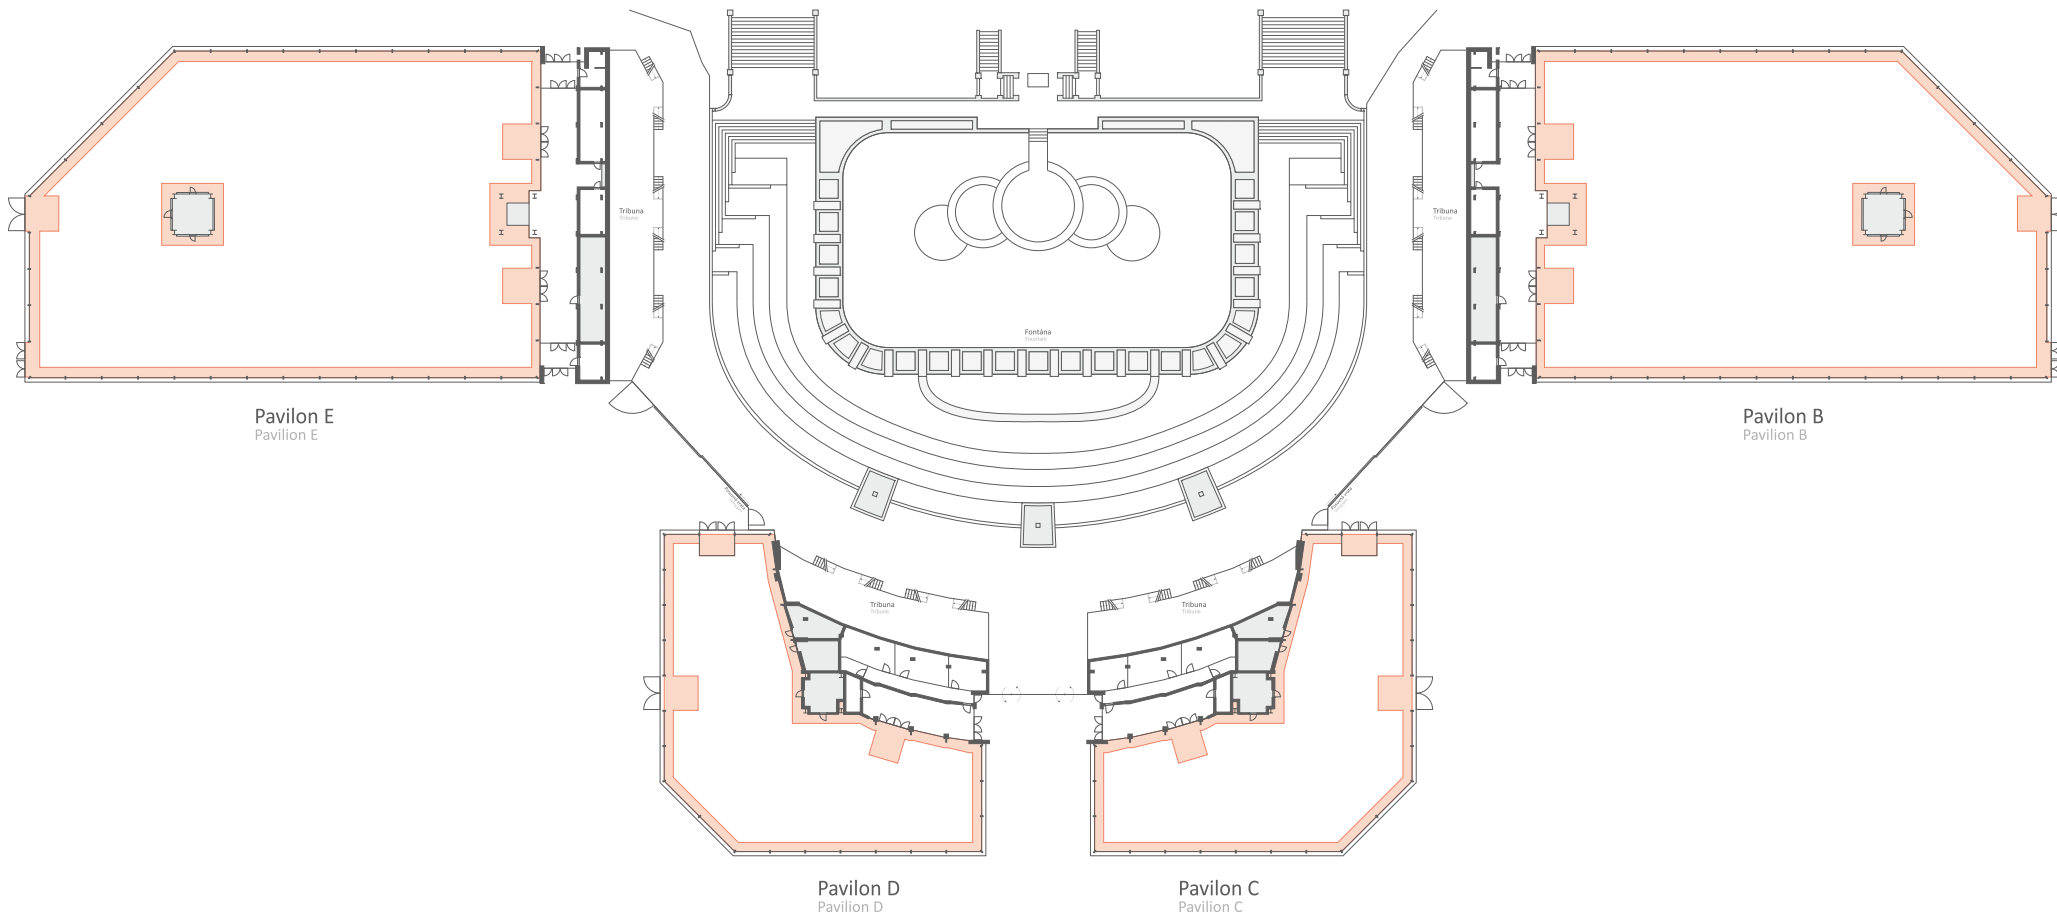 Tribuna
Tribune
Tribuna
Tribune
Fontána
Fountain
Pavilon E
Pavilion E
Pavilon B
Pavilion B
Tribuna
Tribune
Tribuna
Tribune
Pavilon D
Pavilion D
Pavilon C
Pavilion C